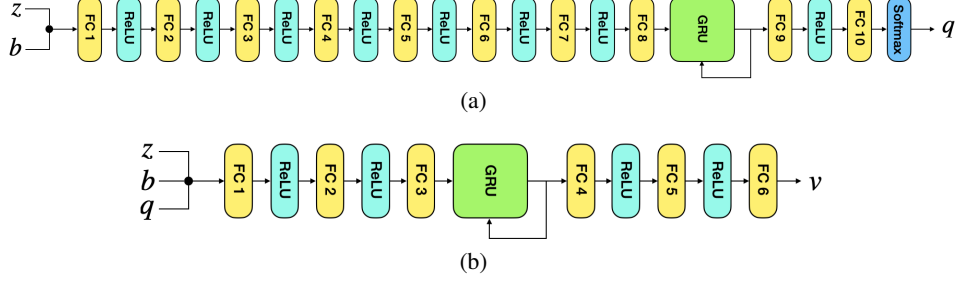 z
b
FC 1
ReLU
FC 2
ReLU
FC 3
ReLU
FC 4
ReLU
FC 5
ReLU
FC 6
ReLU
FC 7
ReLU
FC 8
GRU
FC 9
ReLU
FC 10
Softmax
q
(a)
z
b
q
FC 1
ReLU
FC 2
ReLU
FC 3
GRU
FC 4
ReLU
FC 5
ReLU
FC 6
v
(b)